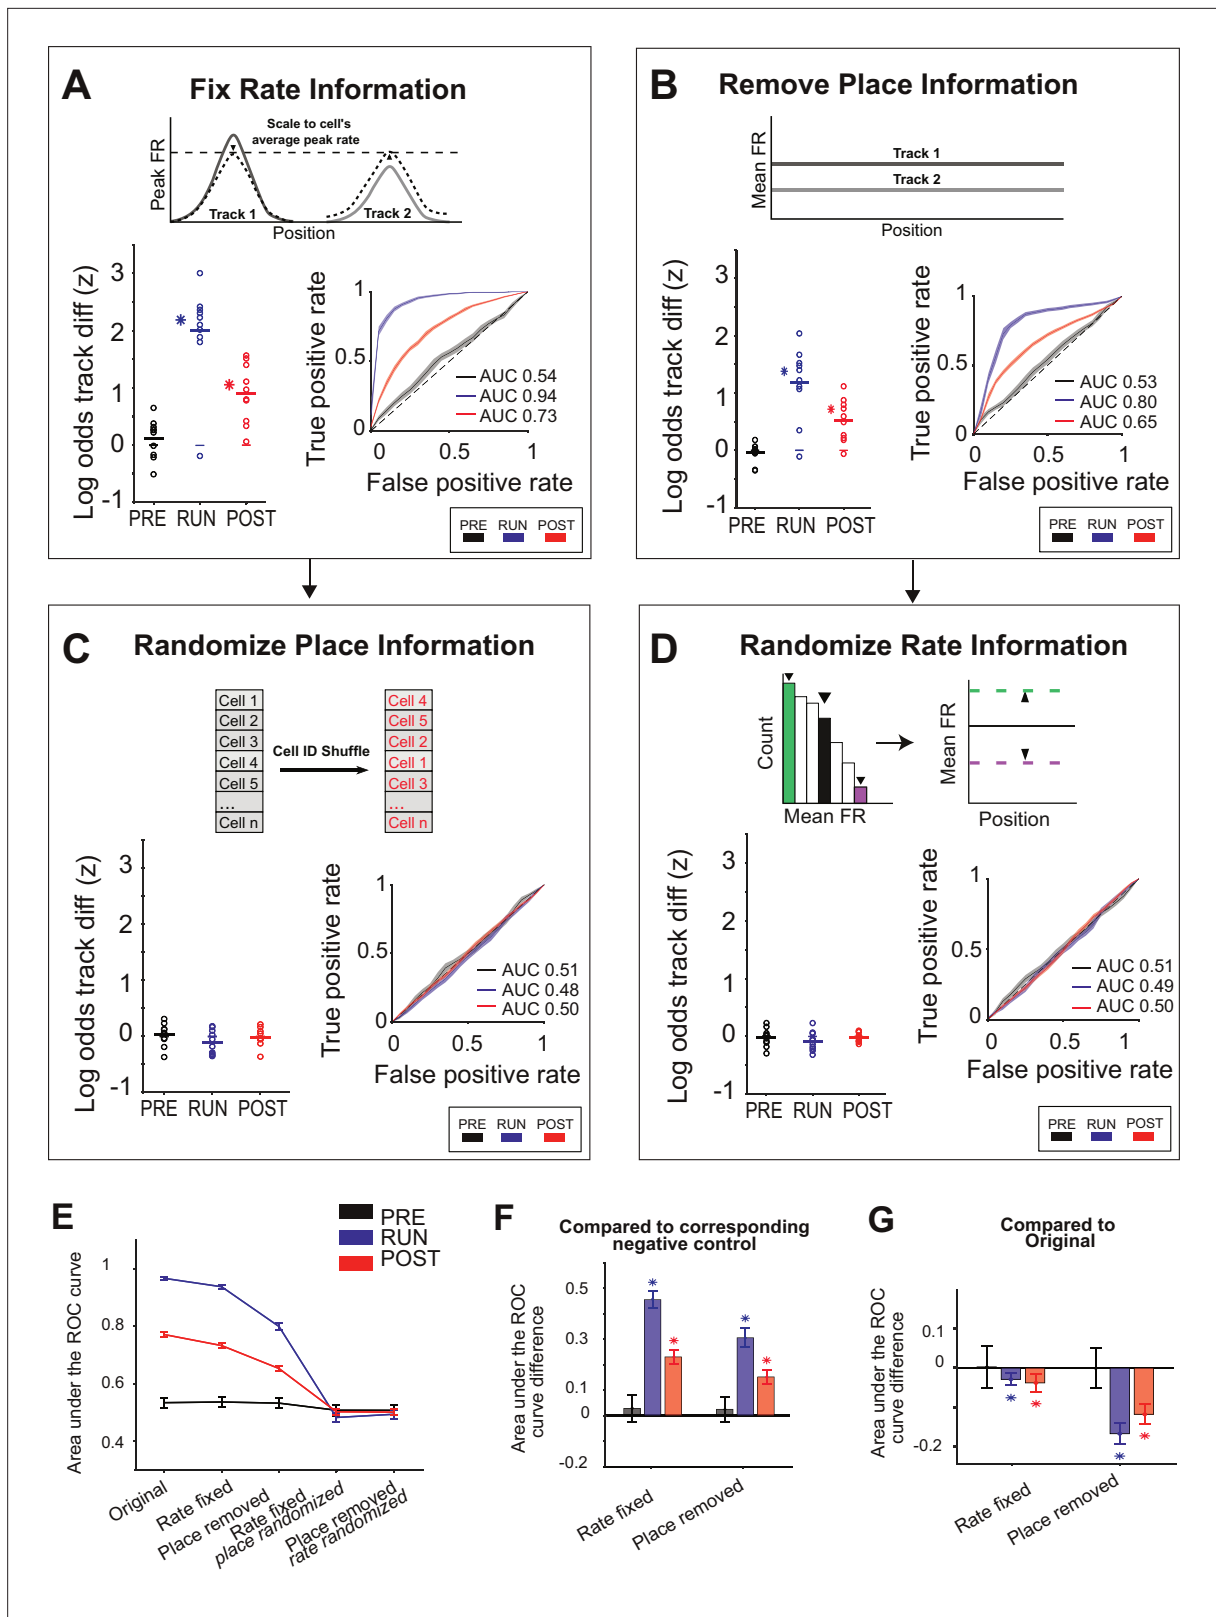 A
Fix Rate Information
Scale to cell's
average peak rate
Peak FR
Track 1
Track 2
Position
Log odds track diff (z)
3
2
1
0
-1
PRE RUN POST
True positive rate
1
0.5
0
AUC 0.54
AUC 0.94
AUC 0.73
0 0.5 1
False positive rate
PRE RUN POST
B
Remove Place Information
Mean FR
Track 1
Track 2
Position
Log odds track diff (z)
3
2
1
0
-1
PRE RUN POST
True positive rate
1
0.5
0
AUC 0.53
AUC 0.80
AUC 0.65
0 0.5 1
False positive rate
PRE RUN POST
C
Randomize Place Information
Cell 1
Cell 2
Cell 3
Cell 4
Cell 5
...
Cell n
Cell ID Shuffle
Cell 4
Cell 5
Cell 2
Cell 1
Cell 3
...
Cell n
Log odds track diff (z)
3
2
1
0
-1
PRE RUN POST
True positive rate
1
0.5
0
AUC 0.51
AUC 0.48
AUC 0.50
0 0.5 1
False positive rate
PRE RUN POST
D
Randomize Rate Information
Count
Mean FR
Mean FR
Position
Log odds track diff (z)
3
2
1
0
-1
PRE RUN POST
True positive rate
1
0.5
0
AUC 0.51
AUC 0.49
AUC 0.50
0 0.5 1
False positive rate
PRE RUN POST
E
PRE
RUN
POST
Area under the ROC curve
1
0.8
0.6
0.4
Original
Rate fixed
Place removed
Rate fixed
place randomized
Place removed
rate randomized
F
Compared to corresponding
negative control
Area under the ROC
curve difference
0.5
0.3
0.1
0
-0.2
Rate fixed
Place removed
G
Compared to
Original
Area under the ROC
curve difference
0.1
0
-0.2
Rate fixed
Place removed